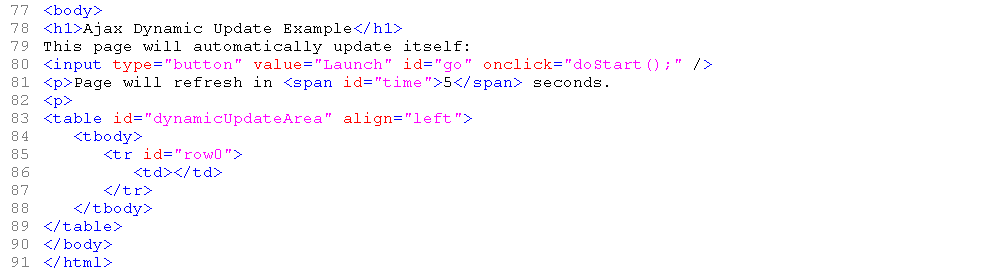 77 <body>
78 <h1>Ajax Dynamic Update Example</h1>
79 This page will automatically update itself:
80 <input type="button" value="Launch" id="go" onclick="doStart();" />
81 <p>Page will refresh in <span id="time">5</span> seconds.
82 <p>
83 <table id="dynamicUpdateArea" align="left">
84    <tbody>
85       <tr id="row0">
86          <td></td>
87       </tr>
88    </tbody>
89 </table>
90 </body>
91 </html>